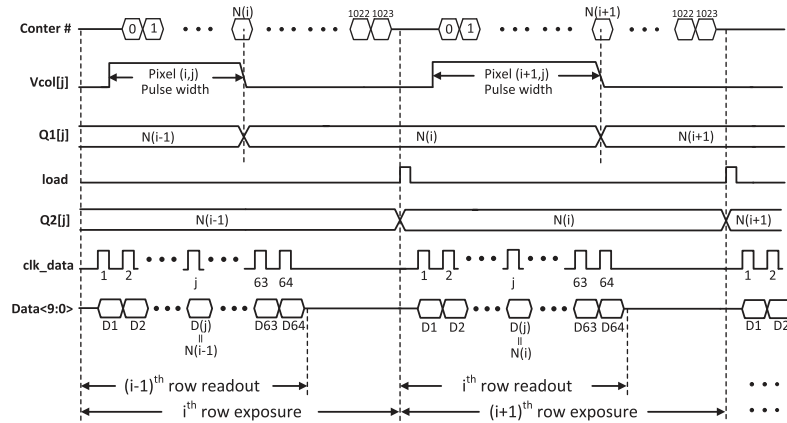 Conter # 0 1 N(i) 1022 1023 0 1 N(i+1) 1022 1023
Vcol[j] Pixel (i,j) Pulse width Pixel (i+1,j) Pulse width
Q1[j] N(i-1) N(i) N(i+1)
load
Q2[j] N(i-1) N(i) N(i+1)
clk_data 1 2 j 63 64 1 2 j 63 64 1 2
Data<9:0> D1 D2 D(j) D63 D64 D1 D2 D(j) D63 D64 D1 D2
= N(i-1) = N(i)
(i-1)th row readout ith row readout
ith row exposure (i+1)th row exposure